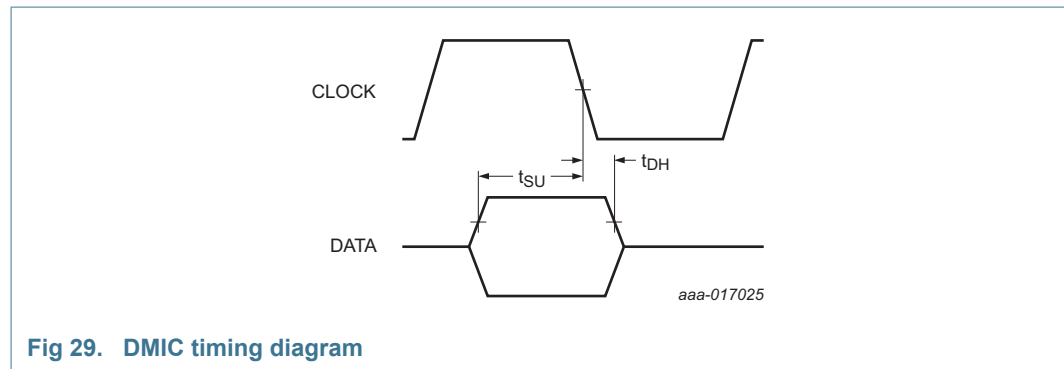 CLOCK
tDH
tSU
DATA
aaa-017025
Fig 29. DMIC timing diagram